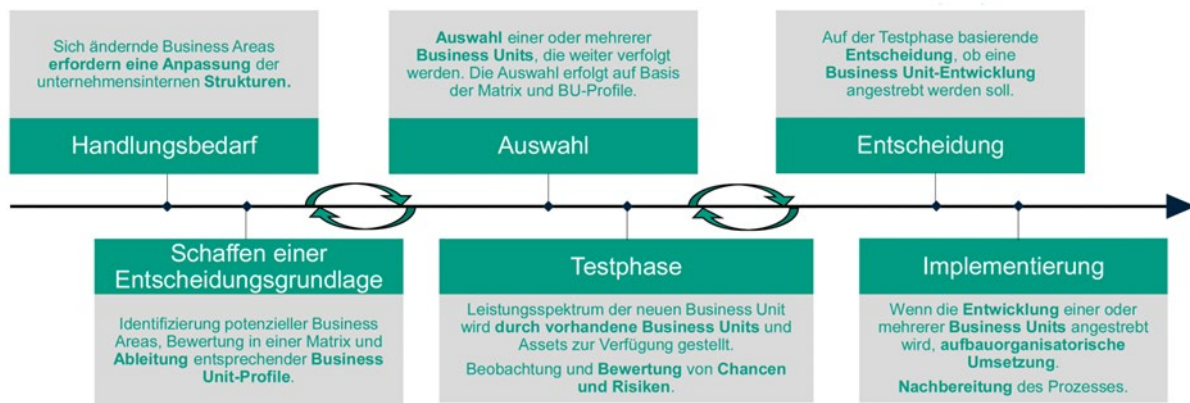 Sich ändernde Business Areas
erfordern eine Anpassung der
unternehmensinternen Strukturen.
Handlungsbedarf
Schaffen einer
Entscheidungsgrundlage
Identifizierung potenzieller Business
Areas, Bewertung in einer Matrix und
Ableitung entsprechender Business
Unit-Profile.
Auswahl einer oder mehrerer
Business Units, die weiter verfolgt
werden. Die Auswahl erfolgt auf Basis
der Matrix und BU-Profile.
Auswahl
Testphase
Leistungsspektrum der neuen Business Unit
wird durch vorhandene Business Units und
Assets zur Verfügung gestellt.
Beobachtung und Bewertung von Chancen
und Risiken.
Auf der Testphase basierende
Entscheidung, ob eine
Business Unit-Entwicklung
angestrebt werden soll.
Entscheidung
Implementierung
Wenn die Entwicklung einer oder
mehrerer Business Units angestrebt
wird, aufbauorganisatorische
Umsetzung.
Nachbereitung des Prozesses.